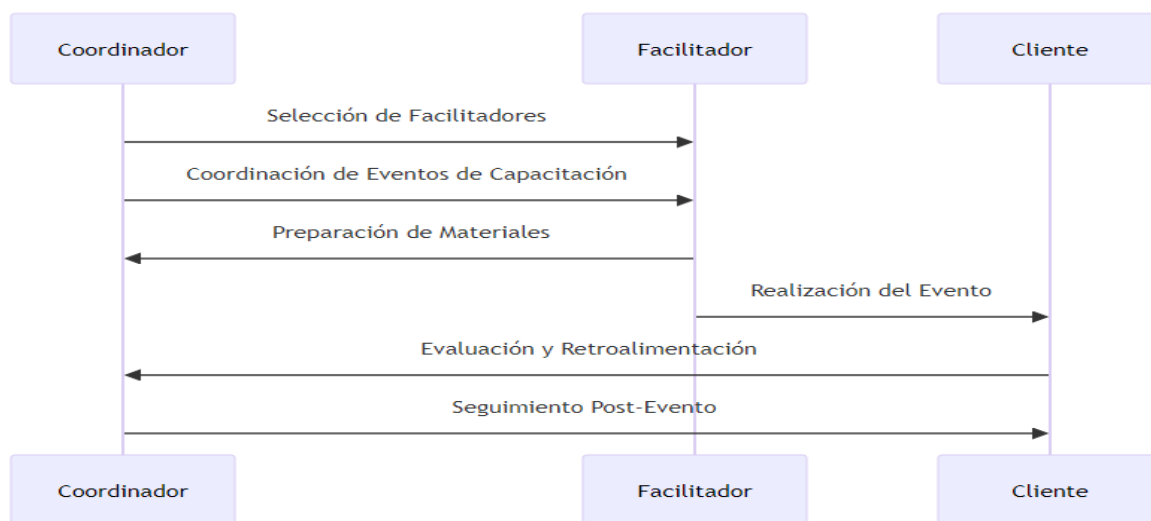 Coordinador
Facilitador
Cliente
Selección de Facilitadores
Coordinación de Eventos de Capacitación
Preparación de Materiales
Realización del Evento
Evaluación y Retroalimentación
Seguimiento Post-Evento
Coordinador
Facilitador
Cliente